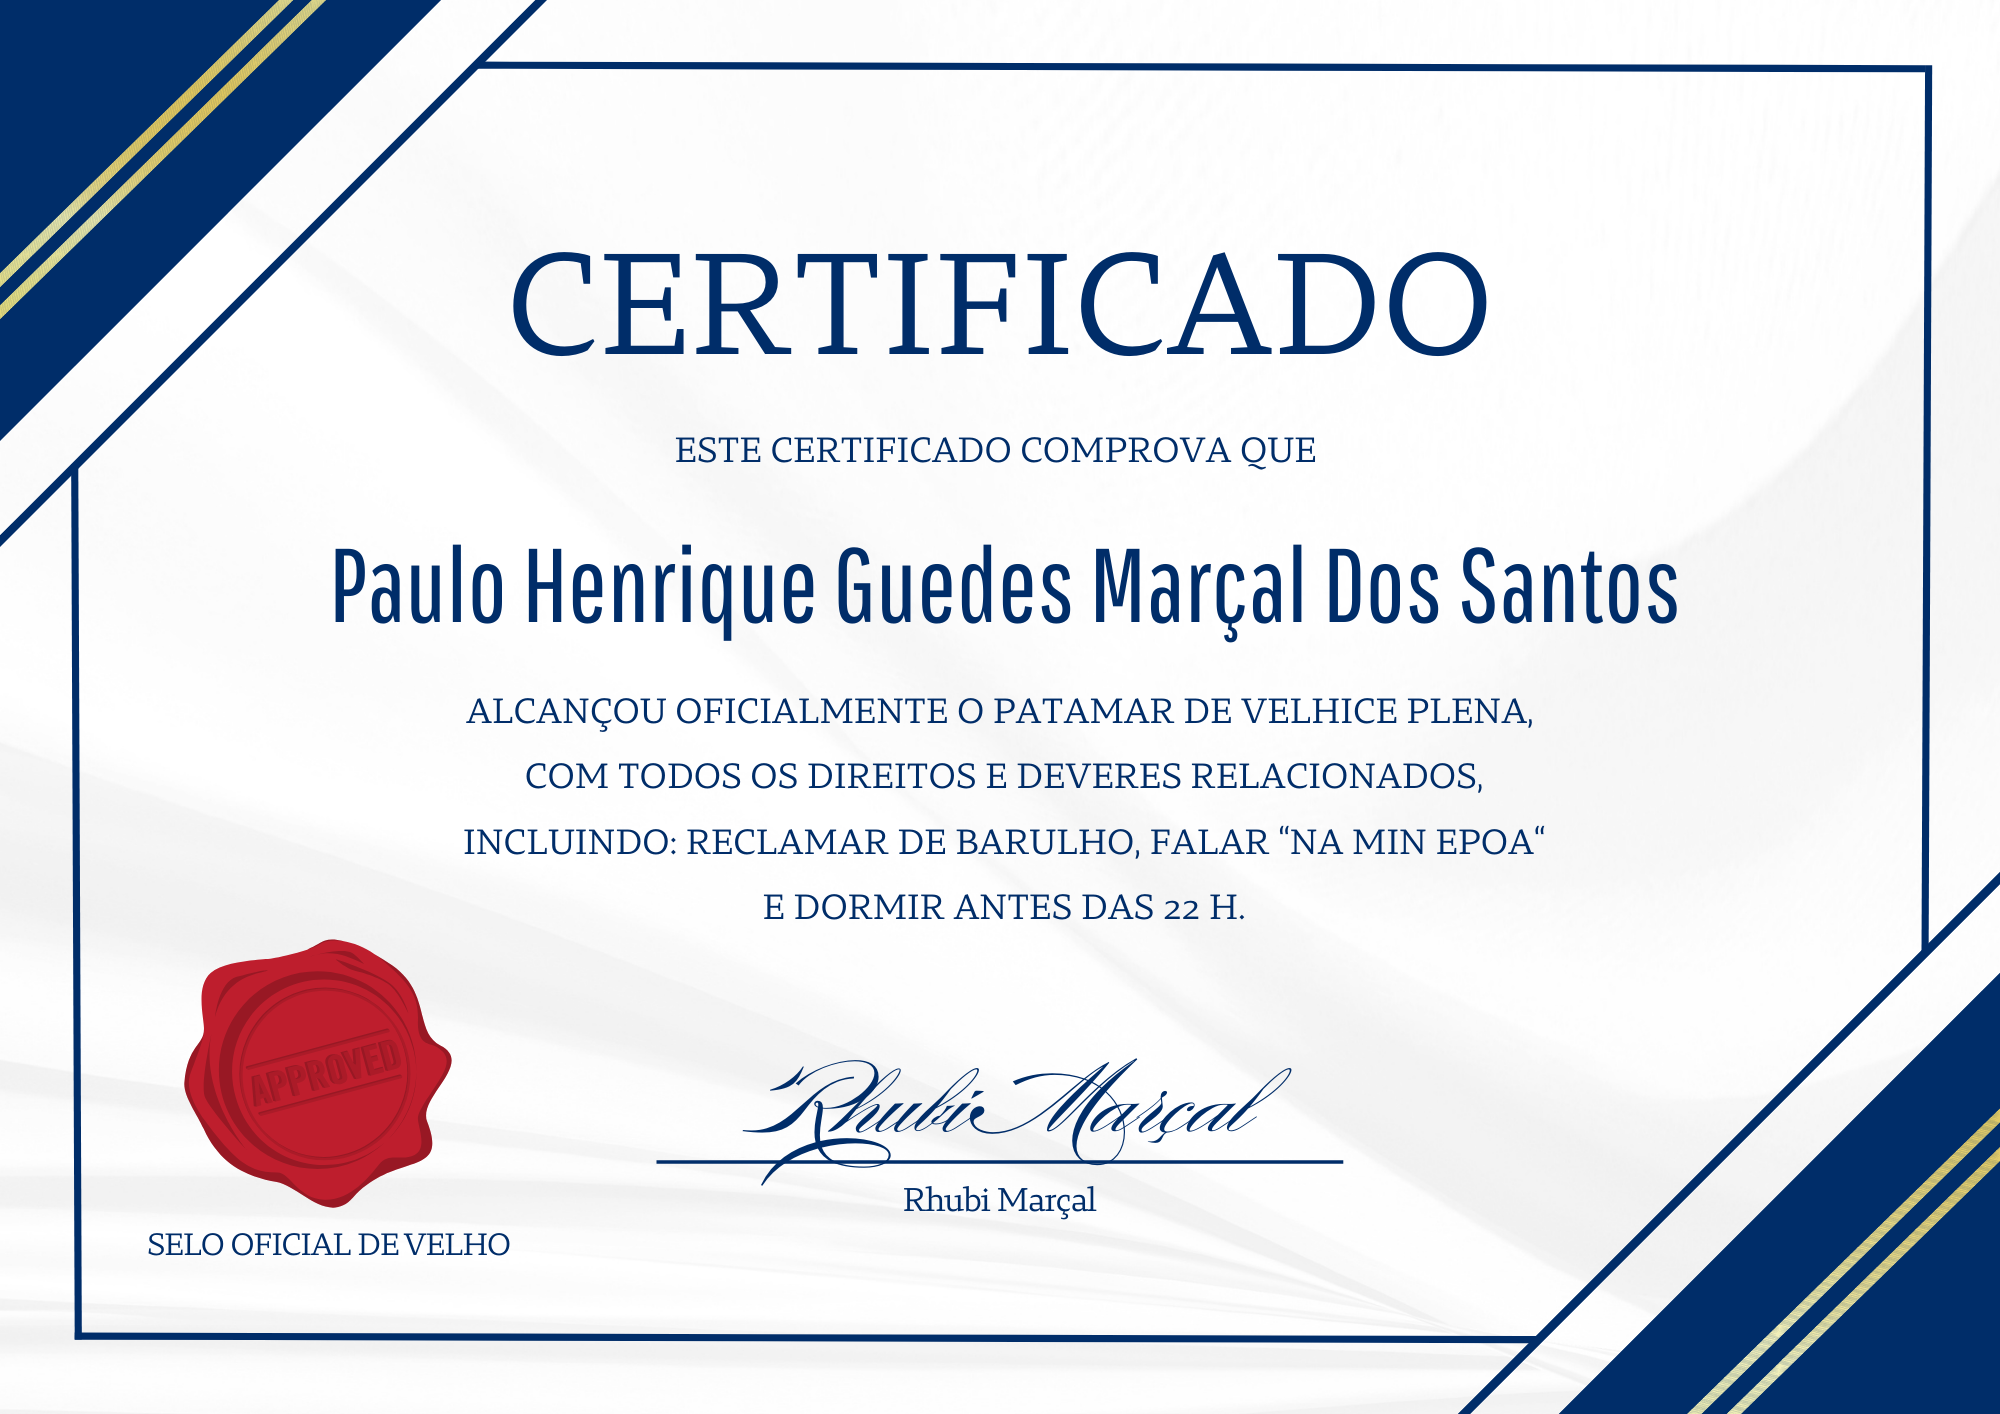 CERTIFICADO
ESTE CERTIFICADO COMPROVA QUE
Paulo Henrique Guedes Marçal Dos Santos
ALCANÇOU OFICIALMENTE O PATAMAR DE VELHICE PLENA,
COM TODOS OS DIREITOS E DEVERES RELACIONADOS,
INCLUINDO: RECLAMAR DE BARULHO, FALAR “NA MIN EPOA“
E DORMIR ANTES DAS 22 H.
APPROVED
SELO OFICIAL DE VELHO
Rhubi Marçal
Rhubi Marçal